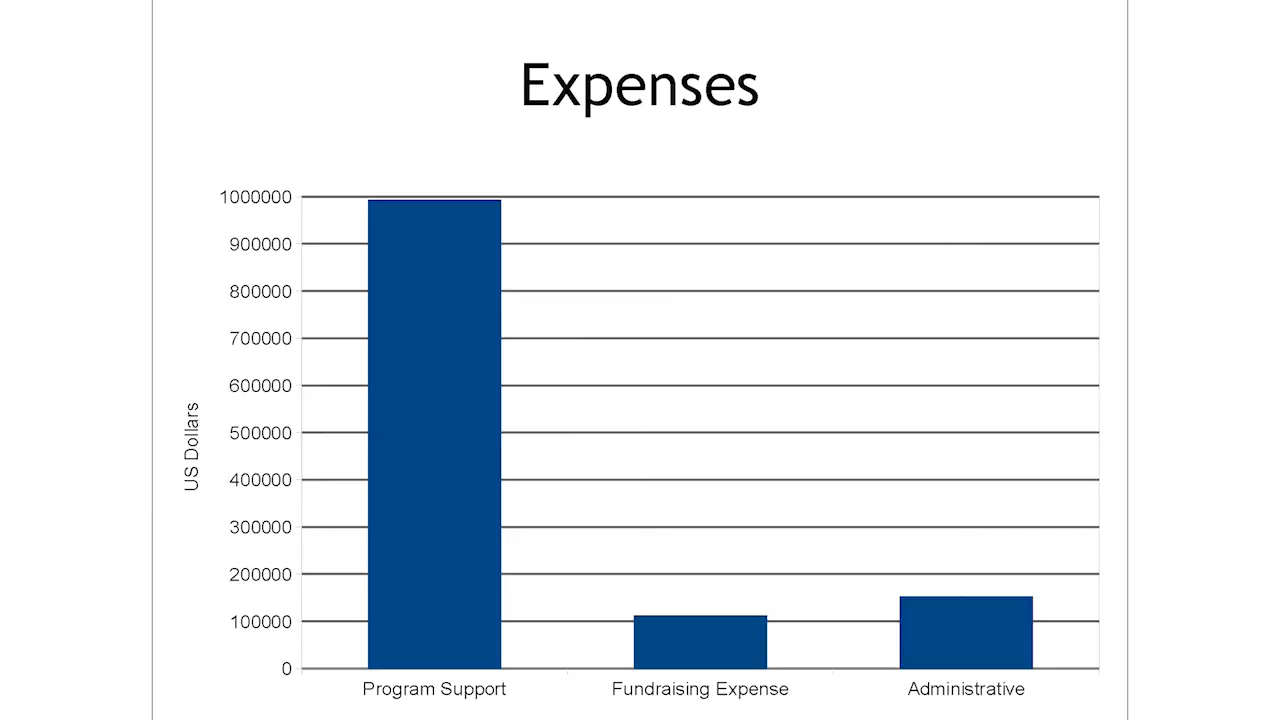 Expenses
1000000
900000
800000
700000
600000
500000
400000
300000
200000
100000
0
US Dollars
Program Support
Fundraising Expense
Administrative